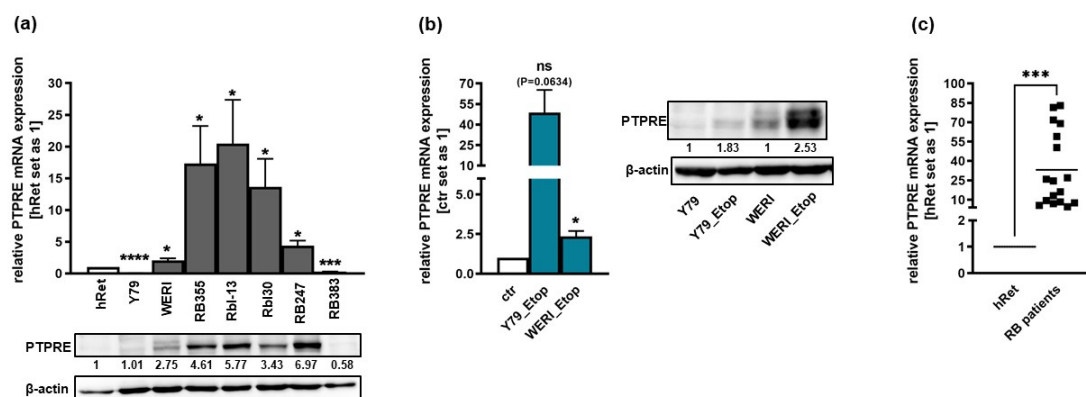 (a)
relative PTPRE mRNA expression
[hRet set as 1]
30
25
20
15
10
5
0
****
*
*
*
*
*
***
hRet
Y79
WERI
RB355
Rbl-13
Rbl30
RB247
RB383
PTPRE
1 1.01 2.75 4.61 5.77 3.43 6.97 0.58
β-actin
(b)
relative PTPRE mRNA expression
[ctr set as 1]
70
60
50
40
30
20
5.0
2.5
0.0
ns
(P=0.0634)
*
ctr
Y79_Etop
WERI_Etop
PTPRE
1 1.83 1 2.53
β-actin
Y79
Y79_Etop
WERI
WERI_Etop
(c)
relative PTPRE mRNA expression
[hRet set as 1]
100
85
70
55
40
25
10
2
1
0
***
hRet
RB patients